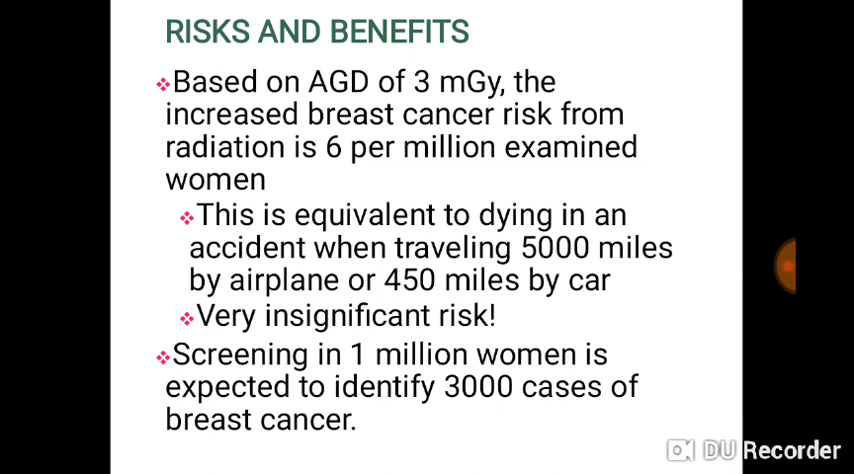 RISKS AND BENEFITS
Based on AGD of 3 mGy, the
increased breast cancer risk from
radiation is 6 per million examined
women
This is equivalent to dying in an
accident when traveling 5000 miles
by airplane or 450 miles by car
Very insignificant risk!
Screening in 1 million women is
expected to identify 3000 cases of
breast cancer.
DU Recorder